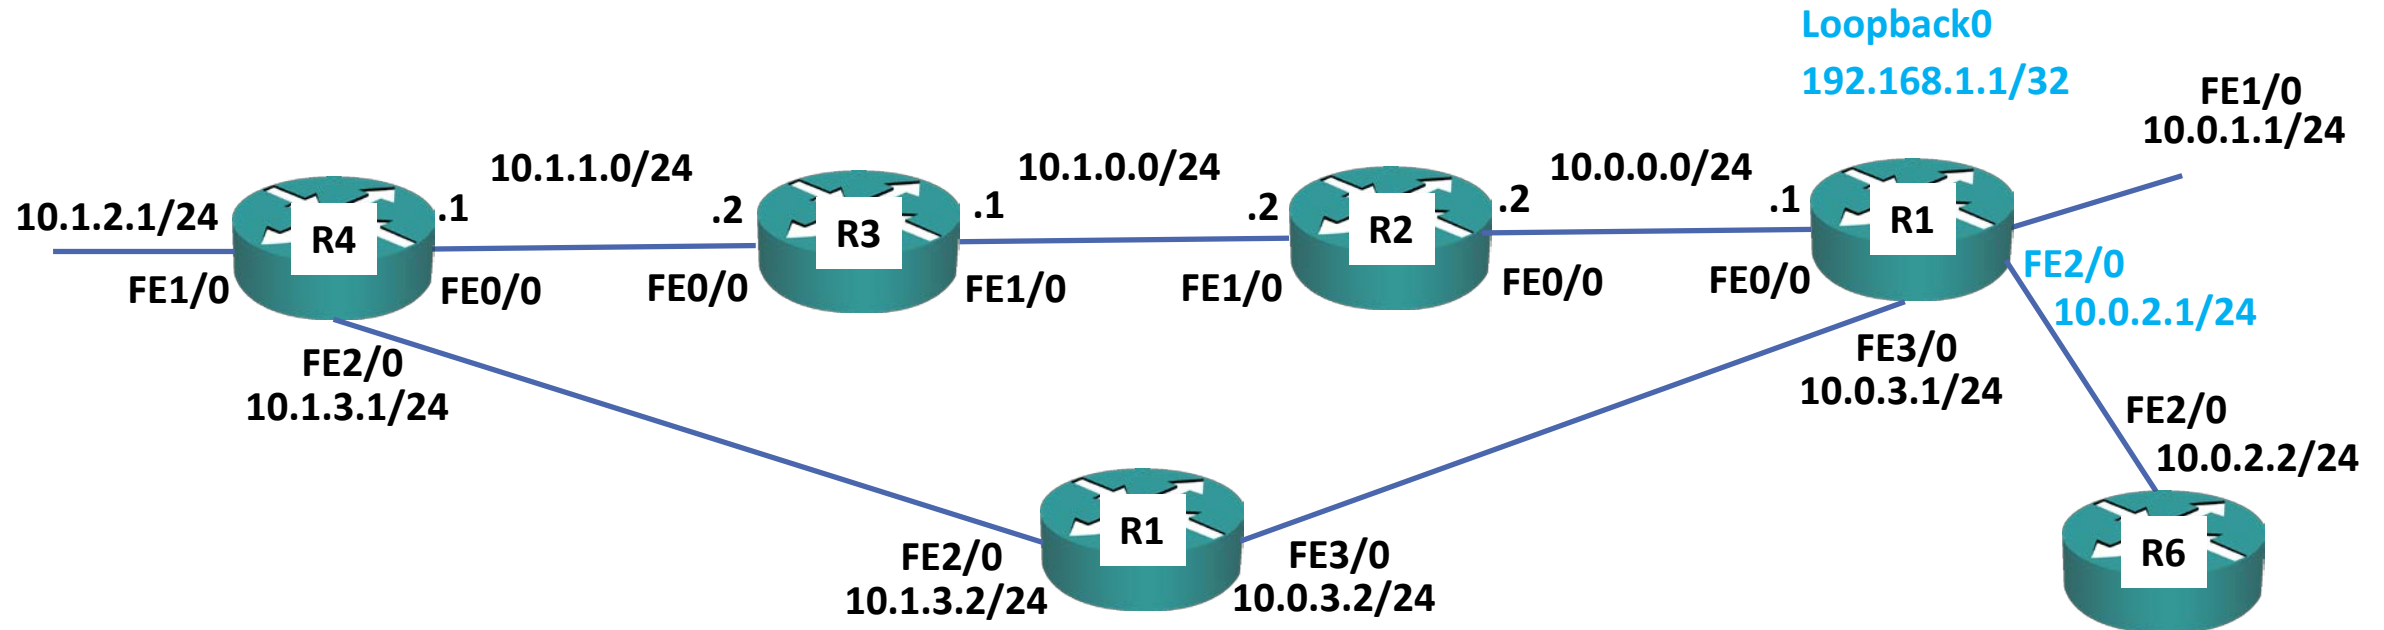 Loopback0
192.168.1.1/32
FE1/0
10.0.1.1/24
10.1.1.0/24
10.1.0.0/24
10.0.0.0/24
10.1.2.1/24
.1
.2
.1
.2
.2
.1
R4
R3
R2
R1
FE1/0
FE0/0
FE0/0
FE1/0
FE1/0
FE0/0
FE0/0
FE2/0
10.0.2.1/24
FE2/0
10.1.3.1/24
FE3/0
10.0.3.1/24
FE2/0
10.0.2.2/24
R1
R6
FE2/0
10.1.3.2/24
FE3/0
10.0.3.2/24